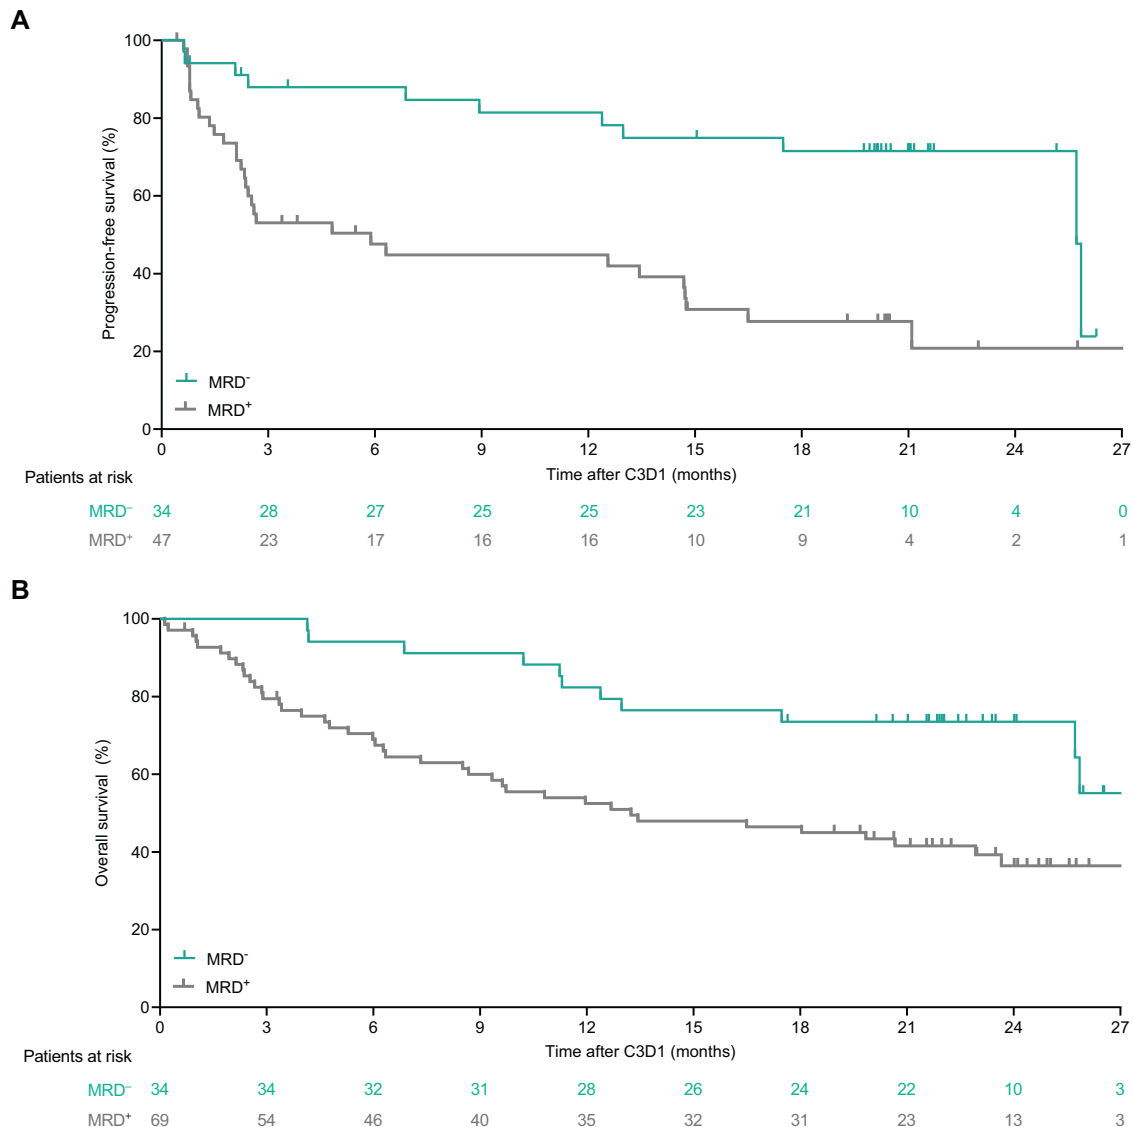 A
100
80
60
40
20
0
Progression-free survival (%)
MRD-
MRD+
0 3 6 9 12 15 18 21 24 27
Time after C3D1 (months)
Patients at risk
MRD– 34 28 27 25 25 23 21 10 4 0
MRD+ 47 23 17 16 16 10 9 4 2 1
B
100
80
60
40
20
0
Overall survival (%)
MRD-
MRD+
0 3 6 9 12 15 18 21 24 27
Time after C3D1 (months)
Patients at risk
MRD– 34 34 32 31 28 26 24 22 10 3
MRD+ 69 54 46 40 35 32 31 23 13 3